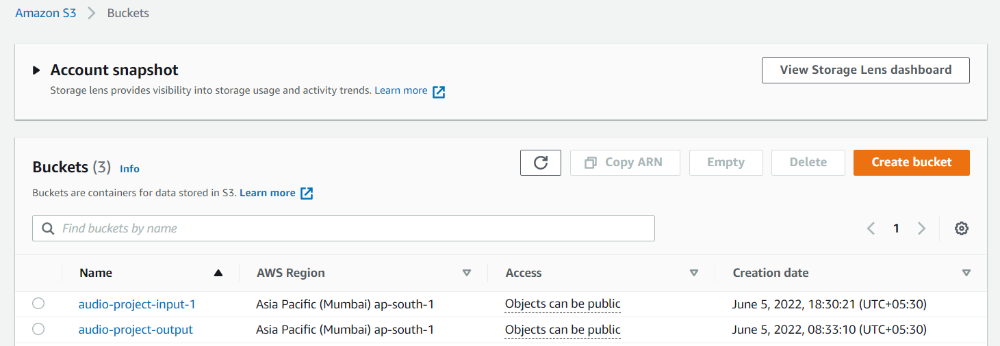 Amazon S3 > Buckets
Account snapshot
View Storage Lens dashboard
Storage lens provides visibility into storage usage and activity trends. Learn more
Buckets (3) Info
Copy ARN Empty Delete Create bucket
Buckets are containers for data stored in S3. Learn more
Find buckets by name
1
Name AWS Region Access Creation date
audio-project-input-1 Asia Pacific (Mumbai) ap-south-1 Objects can be public June 5, 2022, 18:30:21 (UTC+05:30)
audio-project-output Asia Pacific (Mumbai) ap-south-1 Objects can be public June 5, 2022, 08:33:10 (UTC+05:30)